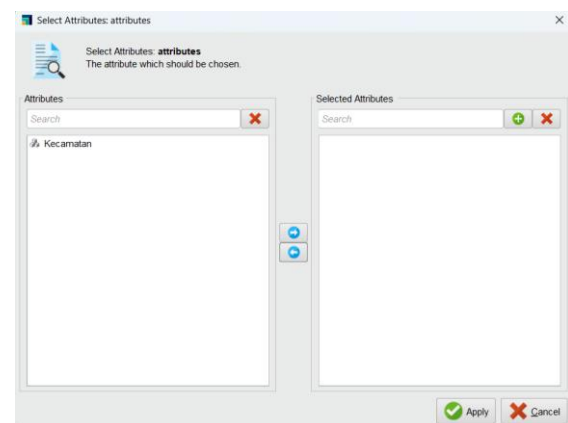 Select Attributes: attributes
Select Attributes: attributes
The attribute which should be chosen.
Attributes
Search
Kecamatan
Selected Attributes
Search
Apply
Cancel